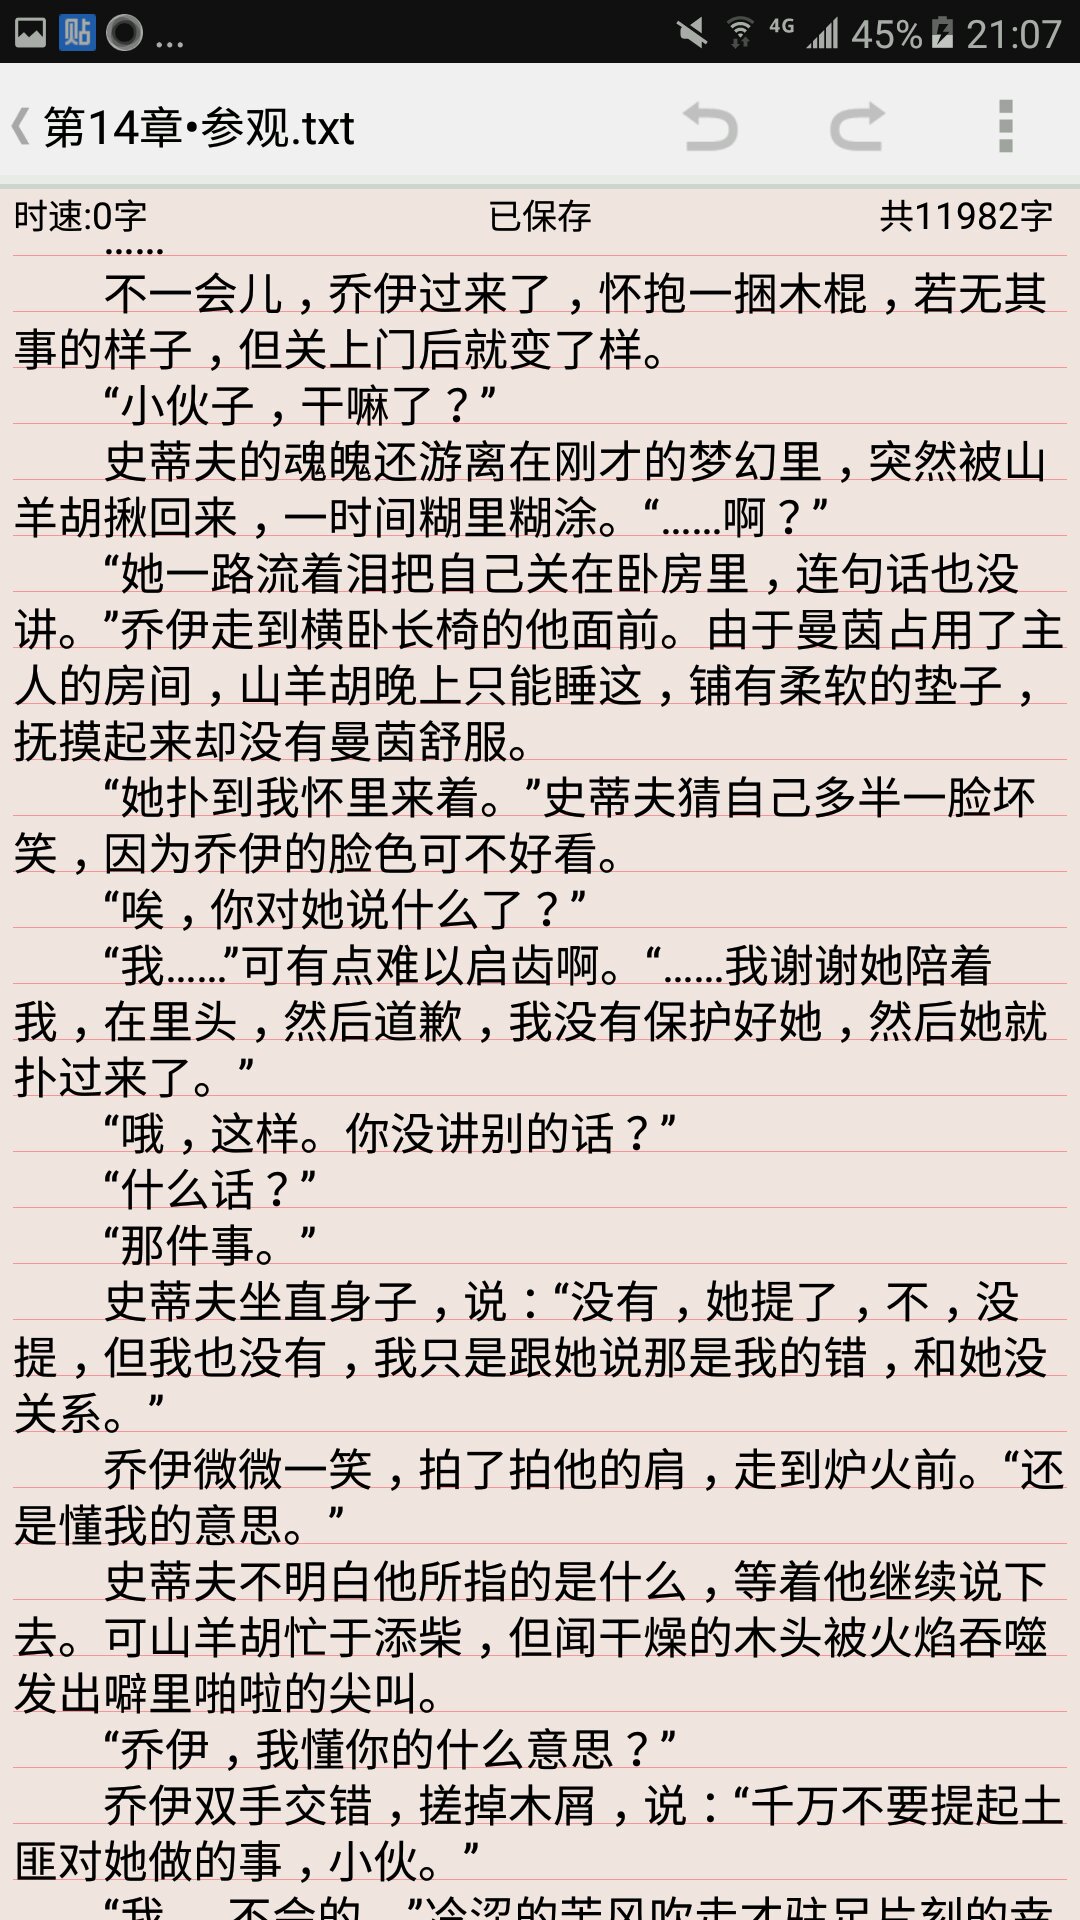 贴 ... 4G 45% 21:07
第14章•参观.txt
时速:0字 已保存 共11982字
……
不一会儿，乔伊过来了，怀抱一捆木棍，若无其
事的样子，但关上门后就变了样。
“小伙子，干嘛了？”
史蒂夫的魂魄还游离在刚才的梦幻里，突然被山
羊胡揪回来，一时间糊里糊涂。“……啊？”
“她一路流着泪把自己关在卧房里，连句话也没
讲。”乔伊走到横卧长椅的他面前。由于曼茵占用了主
人的房间，山羊胡晚上只能睡这，铺有柔软的垫子，
抚摸起来却没有曼茵舒服。
“她扑到我怀里来着。”史蒂夫猜自己多半一脸坏
笑，因为乔伊的脸色可不好看。
“唉，你对她说什么了？”
“我……”可有点难以启齿啊。“……我谢谢她陪着
我，在里头，然后道歉，我没有保护好她，然后她就
扑过来了。”
“哦，这样。你没讲别的话？”
“什么话？”
“那件事。”
史蒂夫坐直身子，说：“没有，她提了，不，没
提，但我也没有，我只是跟她说那是我的错，和她没
关系。”
乔伊微微一笑，拍了拍他的肩，走到炉火前。“还
是懂我的意思。”
史蒂夫不明白他所指的是什么，等着他继续说下
去。可山羊胡忙于添柴，但闻干燥的木头被火焰吞噬
发出噼里啪啦的尖叫。
“乔伊，我懂你的什么意思？”
乔伊双手交错，搓掉木屑，说：“千万不要提起土
匪对她做的事，小伙。”
“我……不会的。”冷涩的苦风吹走才驻足片刻的幸